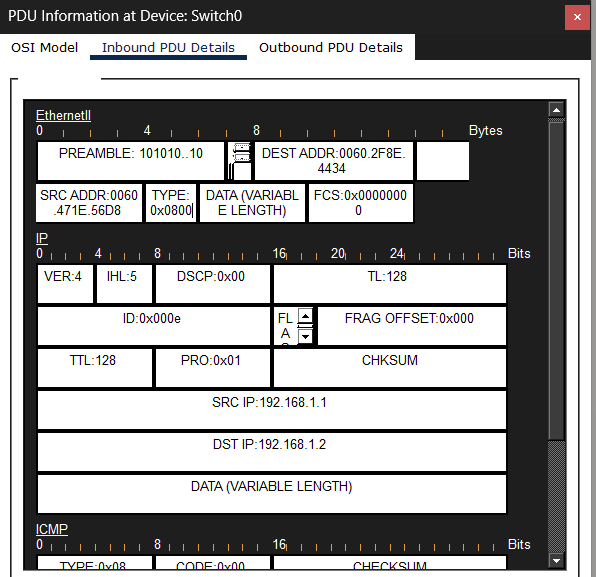 PDU Information at Device: Switch0
OSI Model Inbound PDU Details Outbound PDU Details
EthernetII
0 4 8 Bytes
PREAMBLE: 101010..10 DEST ADDR:0060.2F8E.
4434
SRC ADDR:0060 TYPE: DATA (VARIABL FCS:0x0000000
.471E.56D8 0x0800 E LENGTH) 0
IP
0 4 8 16 20 24 Bits
VER:4 IHL:5 DSCP:0x00 TL:128
ID:0x000e FL FRAG OFFSET:0x000
A
TTL:128 PRO:0x01 CHKSUM
SRC IP:192.168.1.1
DST IP:192.168.1.2
DATA (VARIABLE LENGTH)
ICMP
0 8 16 Bits
TYPE:0x08 CODE:0x00 CHECKSUM